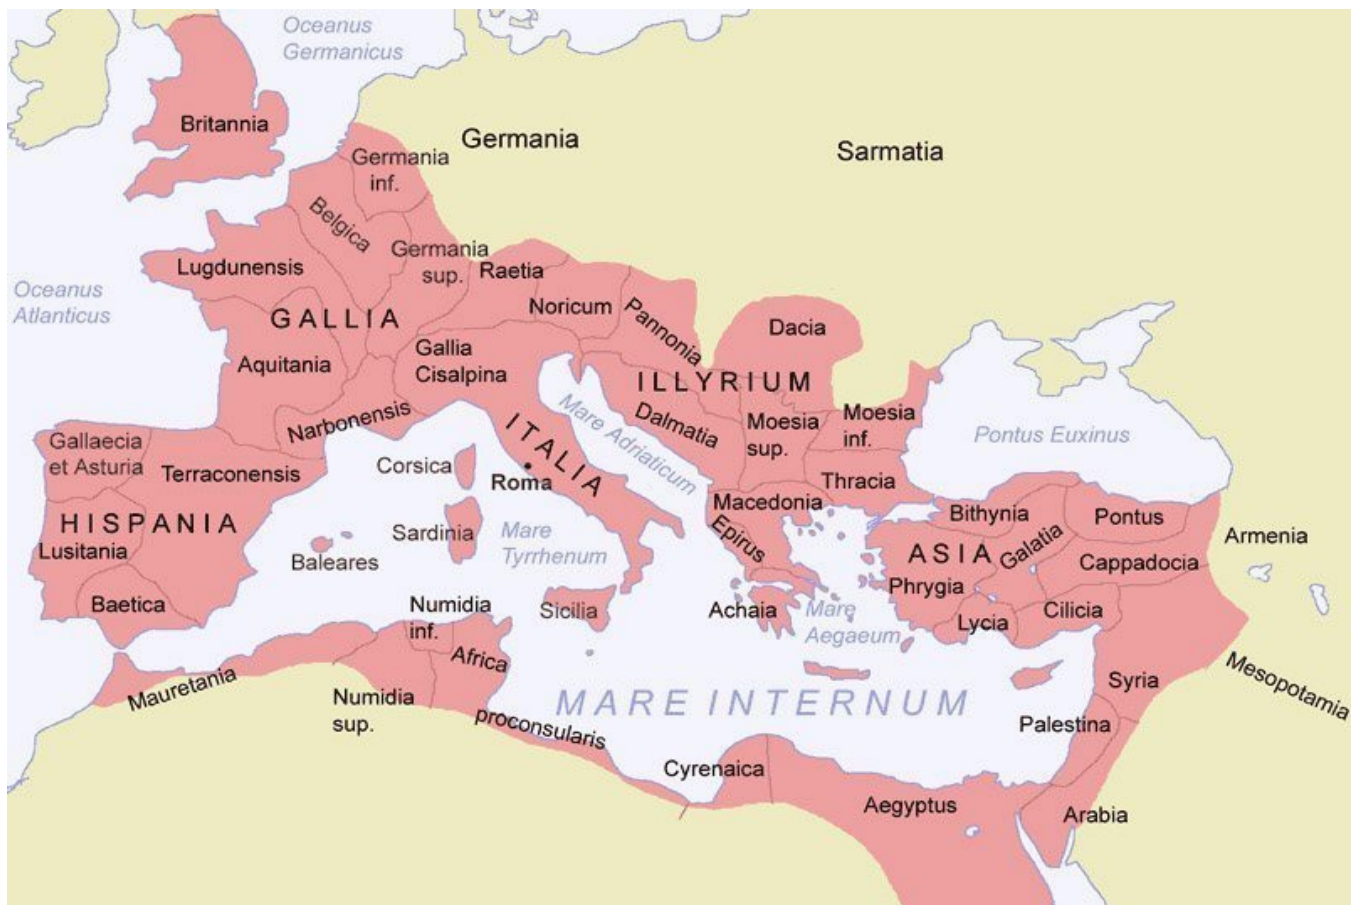 Oceanus
Germanicus
Britannia
Germania
Sarmatia
Germania
inf.
Belgica
Germania
sup.
Lugdunensis
Raetia
Oceanus
Atlanticus
Noricum
Pannonia
GALLIA
Dacia
Gallia
Cisalpina
Aquitania
ILLYRIUM
Narbonensis
Mare Adriaticum
Dalmatia
Moesia
sup.
Moesia
inf.
Pontus Euxinus
Gallaecia
et Asturia
Terraconensis
Corsica
ITALIA
Roma
Thracia
Macedonia
HISPANIA
Lusitania
Sardinia
Mare
Tyrrhenum
Epirus
Bithynia
Pontus
Armenia
ASIA
Galatia
Cappadocia
Baleares
Phrygia
Baetica
Numidia
inf.
Sicilia
Achaia
Mare
Aegaeum
Lycia
Cilicia
Africa
Mauretania
Numidia
sup.
proconsularis
MARE INTERNUM
Syria
Mesopotamia
Palestina
Cyrenaica
Aegyptus
Arabia